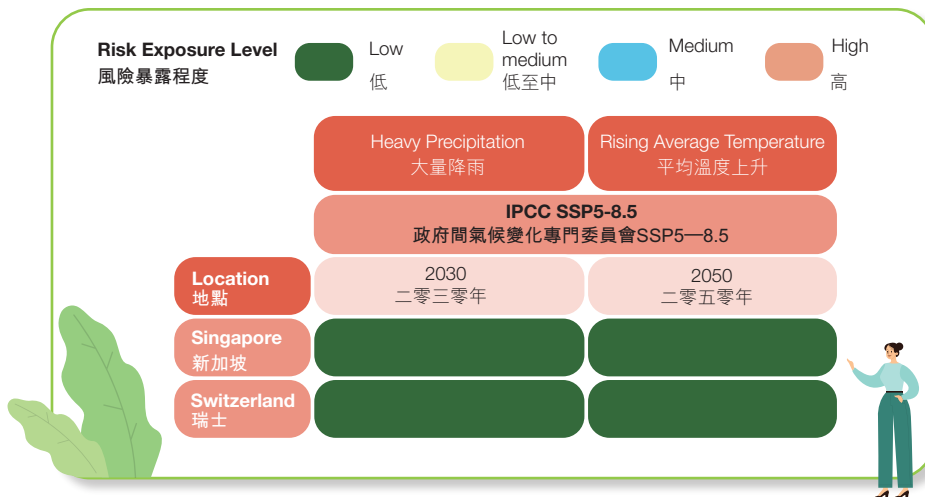 Risk Exposure Level
風險暴露程度
Low
低
Low to
medium
低至中
Medium
中
High
高
Heavy Precipitation
大量降雨
Rising Average Temperature
平均溫度上升
IPCC SSP5-8.5
政府間氣候變化專門委員會SSP5—8.5
Location
地點
2030
二零三零年
2050
二零五零年
Singapore
新加坡
Switzerland
瑞士